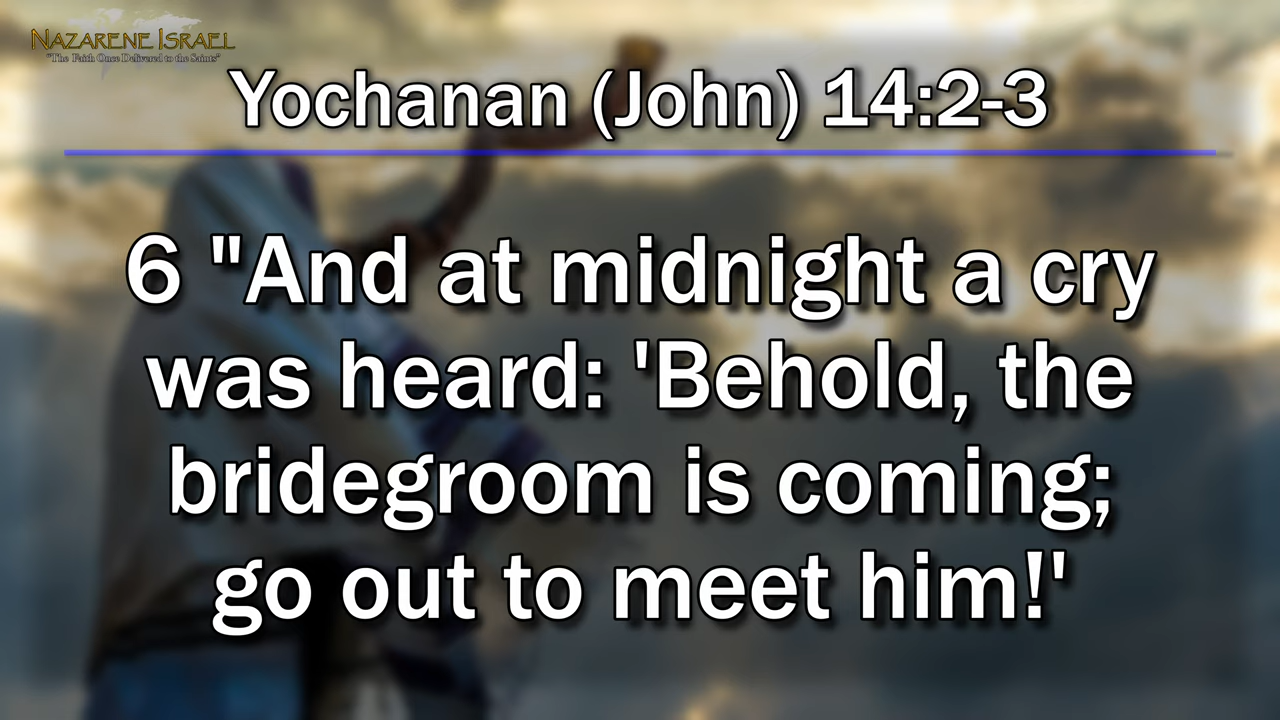 NAZARENE ISRAEL
"The Faith Once Delivered to the Saints"
Yochanan (John) 14:2-3
6 "And at midnight a cry
was heard: 'Behold, the
bridegroom is coming;
go out to meet him!'